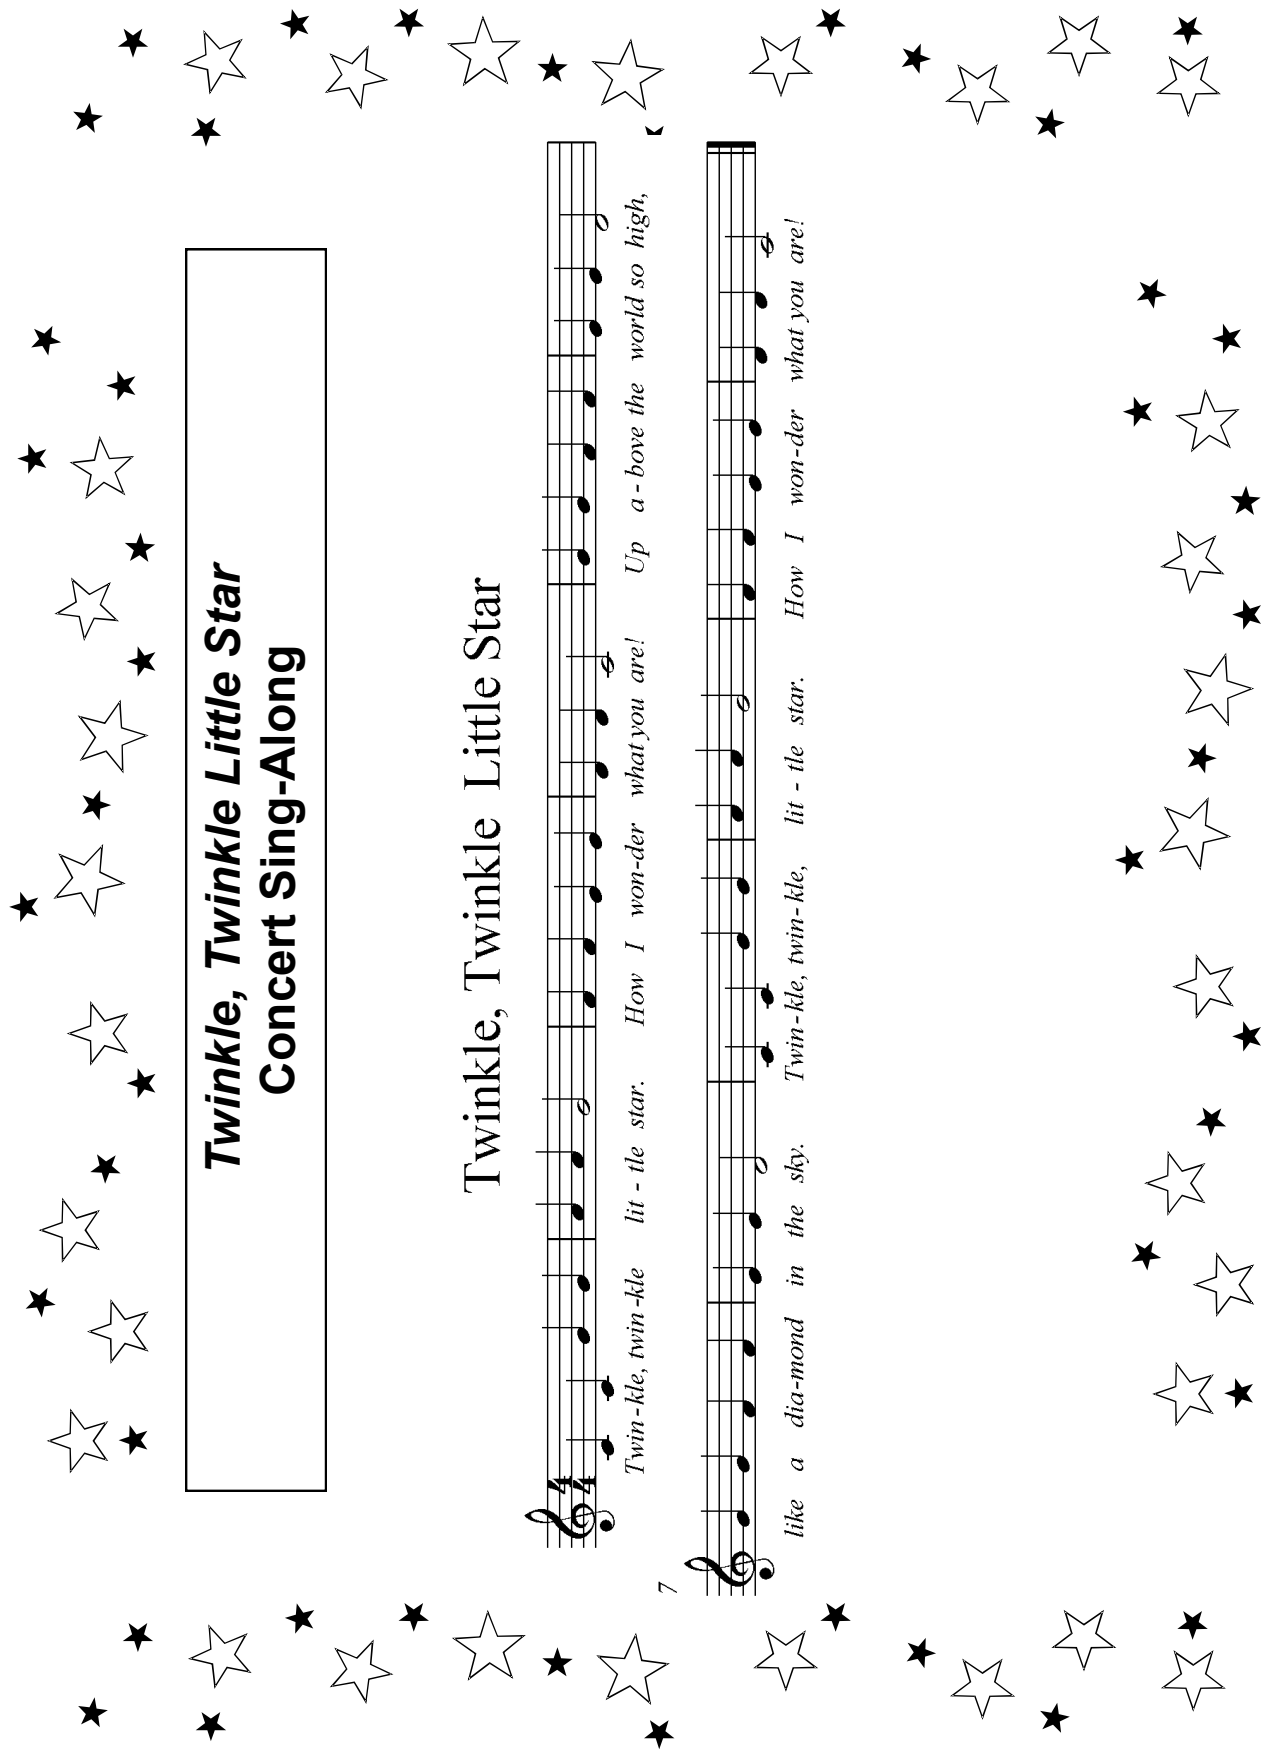 Twinkle, Twinkle Little Star
Concert Sing-Along
Twinkle, Twinkle Little Star
4
4
Twin-kle, twin-kle lit - tle star. How I won-der what you are! Up a - bove the world so high,
7
like a dia-mond in the sky. Twin-kle, twin-kle, lit - tle star. How I won-der what you are!